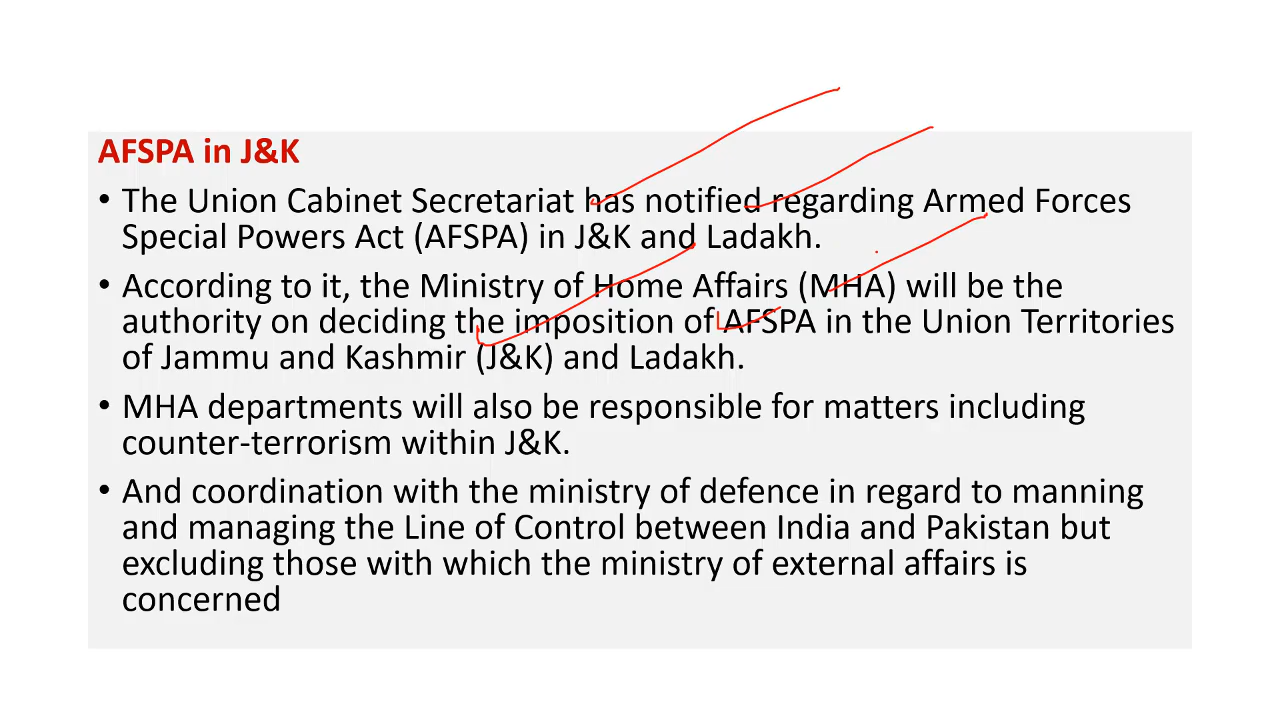 AFSPA in J&K
• The Union Cabinet Secretariat has notified regarding Armed Forces
Special Powers Act (AFSPA) in J&K and Ladakh.
• According to it, the Ministry of Home Affairs (MHA) will be the
authority on deciding the imposition of AFSPA in the Union Territories
of Jammu and Kashmir (J&K) and Ladakh.
• MHA departments will also be responsible for matters including
counter-terrorism within J&K.
• And coordination with the ministry of defence in regard to manning
and managing the Line of Control between India and Pakistan but
excluding those with which the ministry of external affairs is
concerned